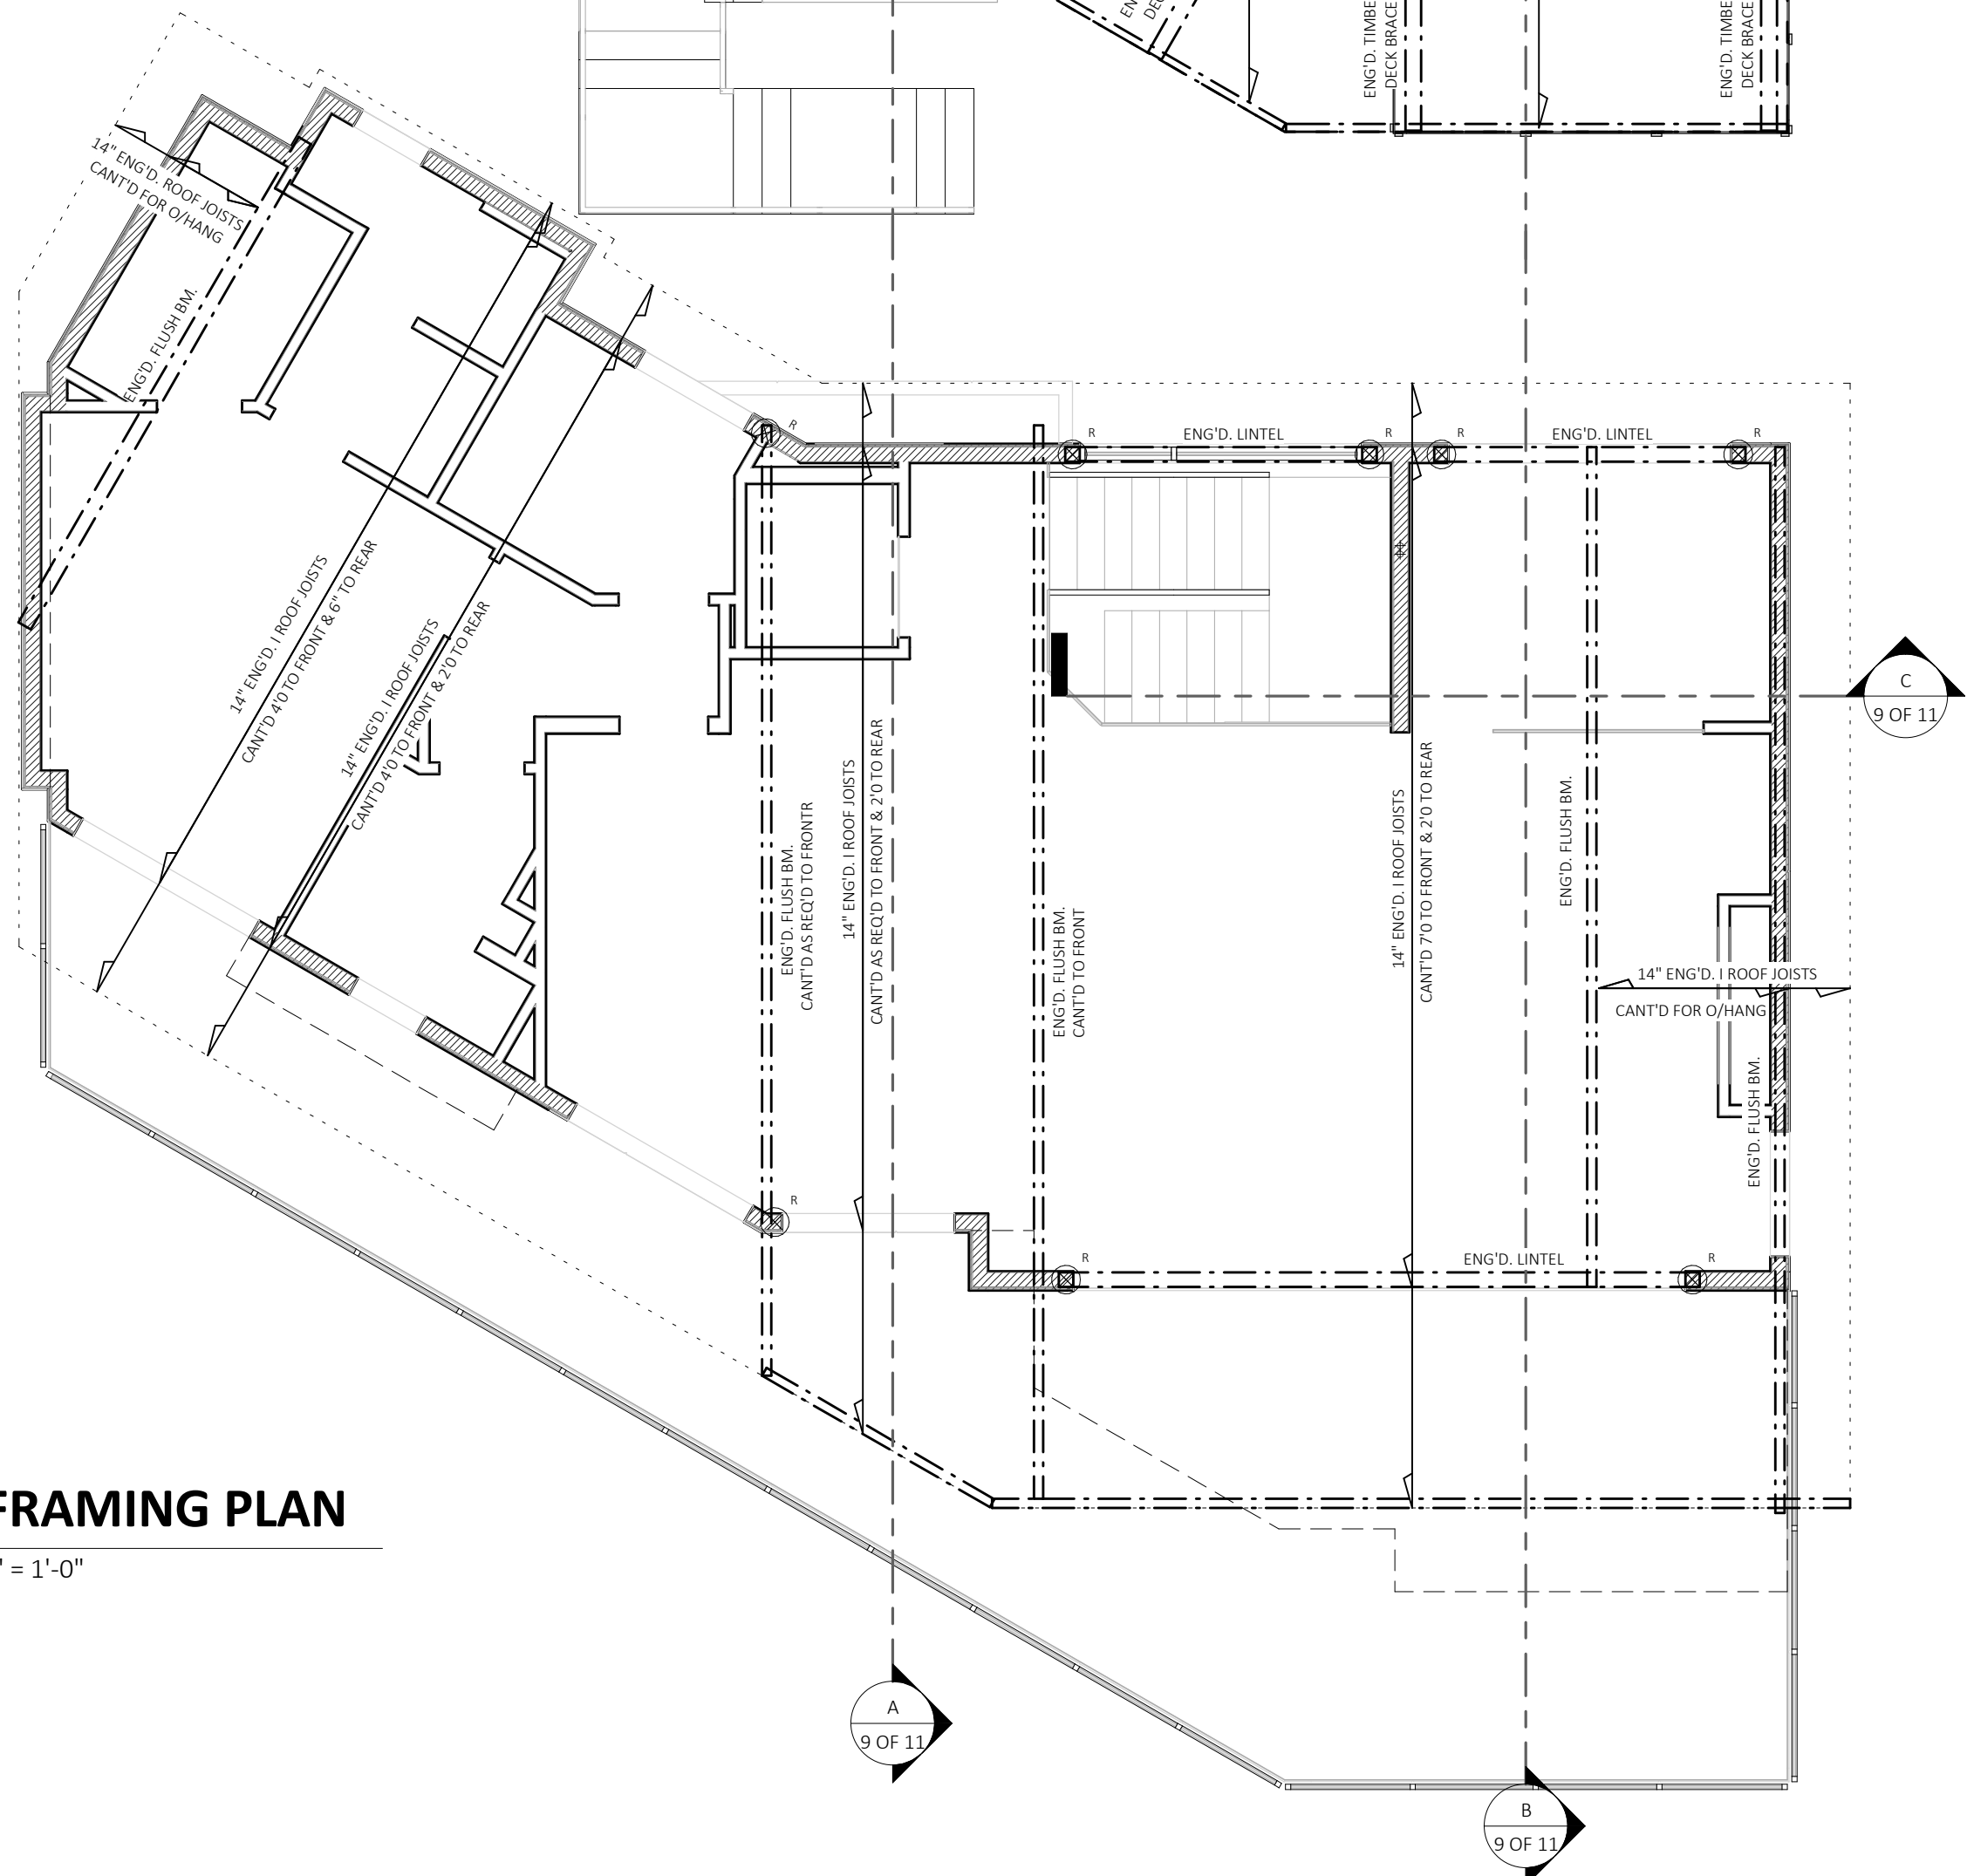 ENG'D. TIMBE
DECK BRACE
ENG'D. TIMBE
DECK BRACE
14" ENG'D. ROOF JOISTS
CANT'D FOR O/HANG
ENG'D. FLUSH BM.
R
R
ENG'D. LINTEL
R
ENG'D. LINTEL
R
14" ENG'D. I ROOF JOISTS
CANT'D 4'0 TO FRONT & 6" TO REAR
14" ENG'D. I ROOF JOISTS
CANT'D 4'0 TO FRONT & 2'0 TO REAR
C
9 OF 11
ENG'D. FLUSH BM.
CANT'D AS REQ'D TO FRONTR
14" ENG'D. I ROOF JOISTS
CANT'D AS REQ'D TO FRONT & 2'0 TO REAR
ENG'D. FLUSH BM.
CANT'D TO FRONT
14" ENG'D. I ROOF JOISTS
CANT'D 7'0 TO FRONT & 2'0 TO REAR
ENG'D. FLUSH BM.
14" ENG'D. I ROOF JOISTS
CANT'D FOR O/HANG
ENG'D. FLUSH BM.
R
R
ENG'D. LINTEL
R
FRAMING PLAN
" = 1'-0"
A
9 OF 11
B
9 OF 11